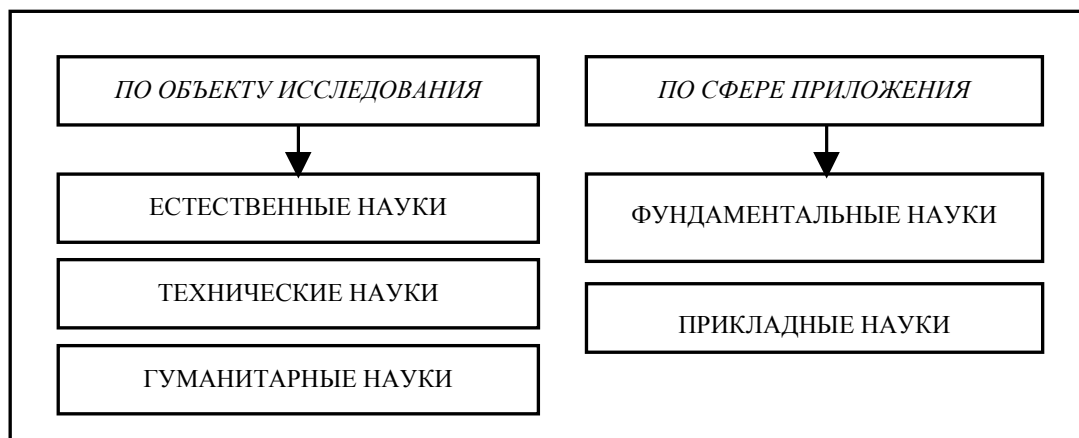 ПО ОБЪЕКТУ ИССЛЕДОВАНИЯ
ЕСТЕСТВЕННЫЕ НАУКИ
ТЕХНИЧЕСКИЕ НАУКИ
ГУМАНИТАРНЫЕ НАУКИ
ПО СФЕРЕ ПРИЛОЖЕНИЯ
ФУНДАМЕНТАЛЬНЫЕ НАУКИ
ПРИКЛАДНЫЕ НАУКИ